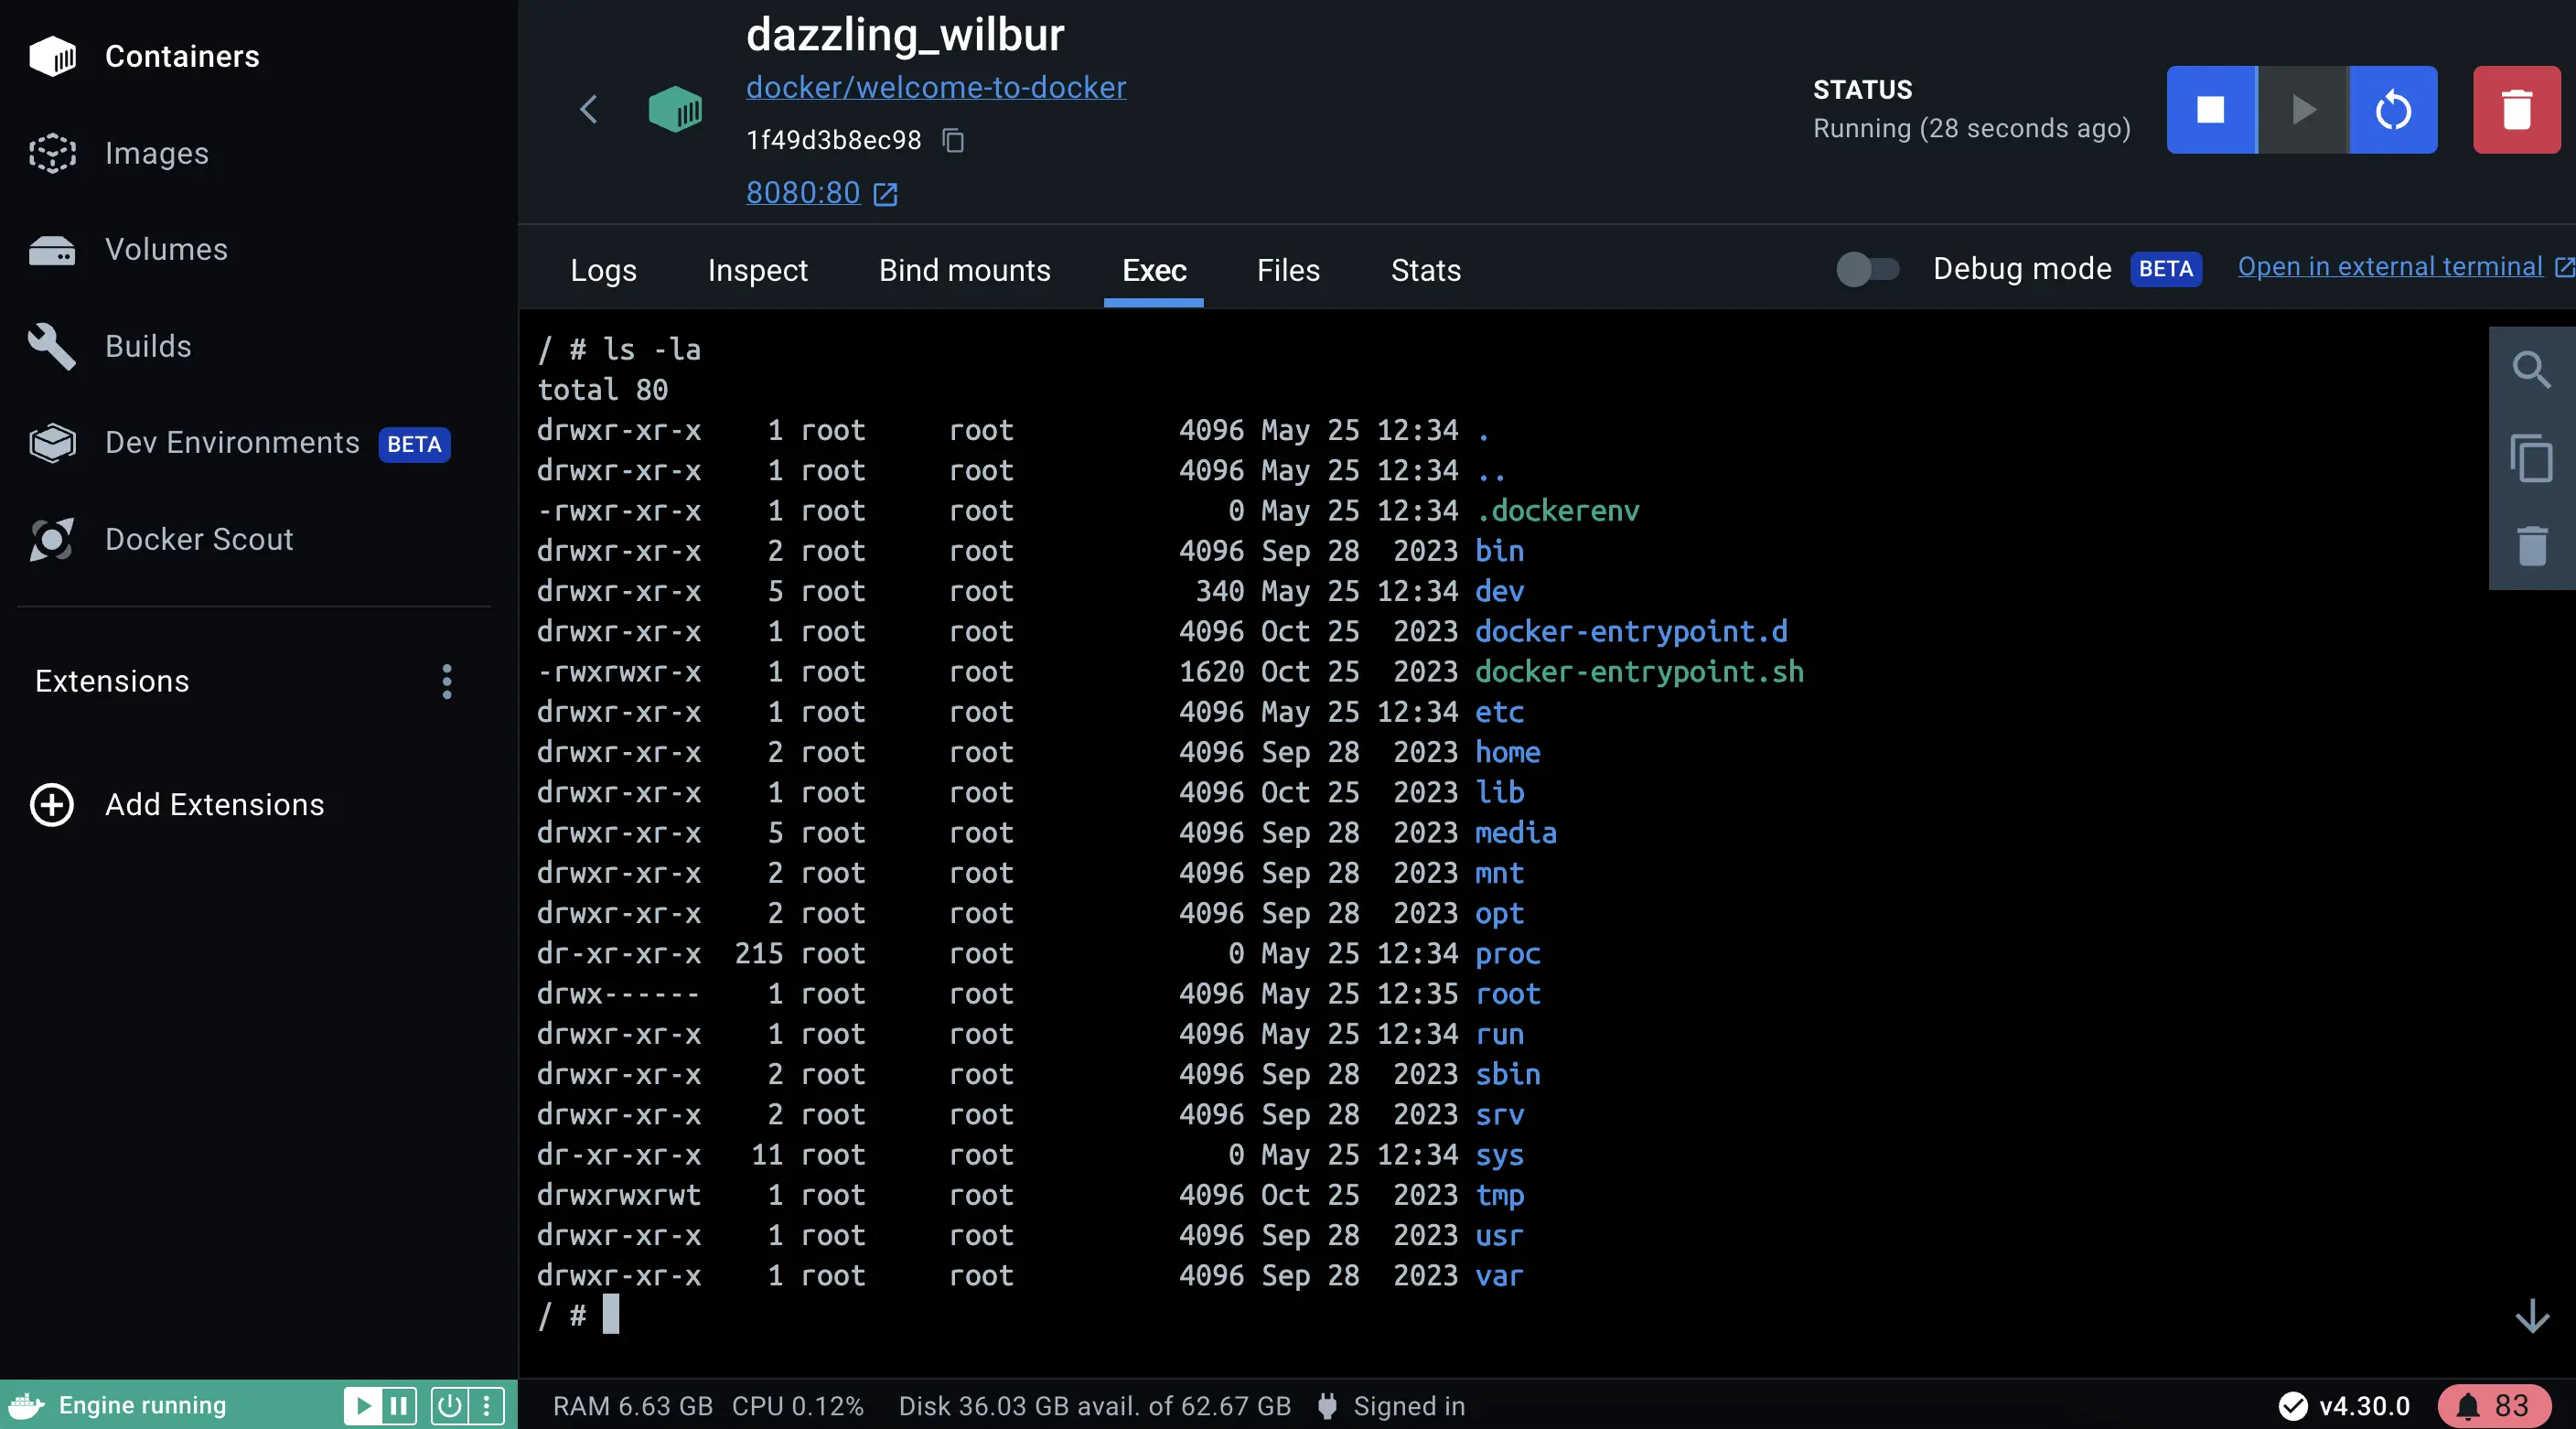 Containers
Images
Volumes
Builds
Dev Environments BETA
Docker Scout
Extensions
Add Extensions
dazzling_wilbur
docker/welcome-to-docker
1f49d3b8ec98
8080:80
STATUS
Running (28 seconds ago)
Logs Inspect Bind mounts Exec Files Stats Debug mode BETA Open in external terminal
/ # ls -la
total 80
drwxr-xr-x    1 root     root          4096 May 25 12:34 .
drwxr-xr-x    1 root     root          4096 May 25 12:34 ..
-rwxr-xr-x    1 root     root             0 May 25 12:34 .dockerenv
drwxr-xr-x    2 root     root          4096 Sep 28  2023 bin
drwxr-xr-x    5 root     root           340 May 25 12:34 dev
drwxr-xr-x    1 root     root          4096 Oct 25  2023 docker-entrypoint.d
-rwxrwxr-x    1 root     root          1620 Oct 25  2023 docker-entrypoint.sh
drwxr-xr-x    1 root     root          4096 May 25 12:34 etc
drwxr-xr-x    2 root     root          4096 Sep 28  2023 home
drwxr-xr-x    1 root     root          4096 Oct 25  2023 lib
drwxr-xr-x    5 root     root          4096 Sep 28  2023 media
drwxr-xr-x    2 root     root          4096 Sep 28  2023 mnt
drwxr-xr-x    2 root     root          4096 Sep 28  2023 opt
dr-xr-xr-x  215 root     root             0 May 25 12:34 proc
drwx------    1 root     root          4096 May 25 12:35 root
drwxr-xr-x    1 root     root          4096 May 25 12:34 run
drwxr-xr-x    2 root     root          4096 Sep 28  2023 sbin
drwxr-xr-x    2 root     root          4096 Sep 28  2023 srv
dr-xr-xr-x   11 root     root             0 May 25 12:34 sys
drwxrwxrwt    1 root     root          4096 Oct 25  2023 tmp
drwxr-xr-x    1 root     root          4096 Sep 28  2023 usr
drwxr-xr-x    1 root     root          4096 Sep 28  2023 var
/ #
Engine running RAM 6.63 GB CPU 0.12% Disk 36.03 GB avail. of 62.67 GB Signed in v4.30.0 83